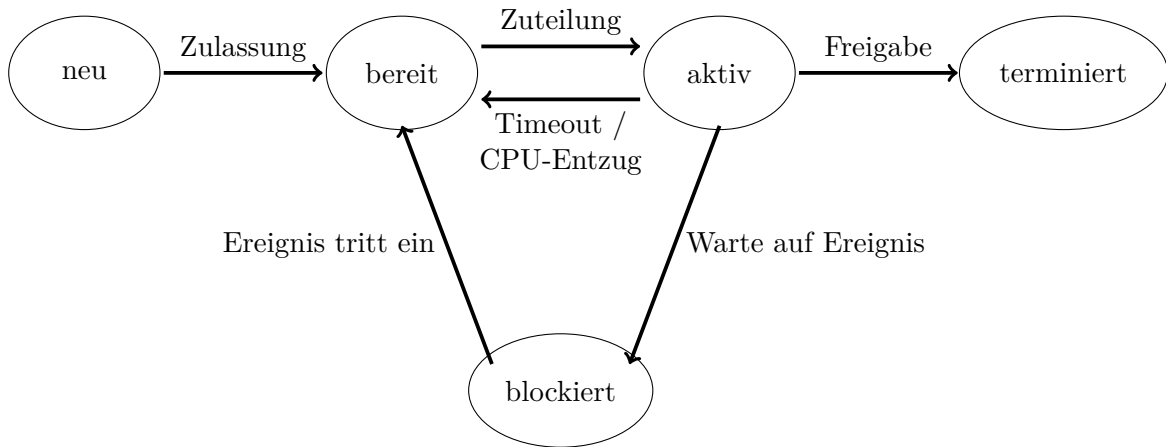 Zulassung
Zuteilung
Freigabe
neu
bereit
aktiv
terminiert
Timeout /
CPU-Entzug
Ereignis tritt ein
Warte auf Ereignis
blockiert